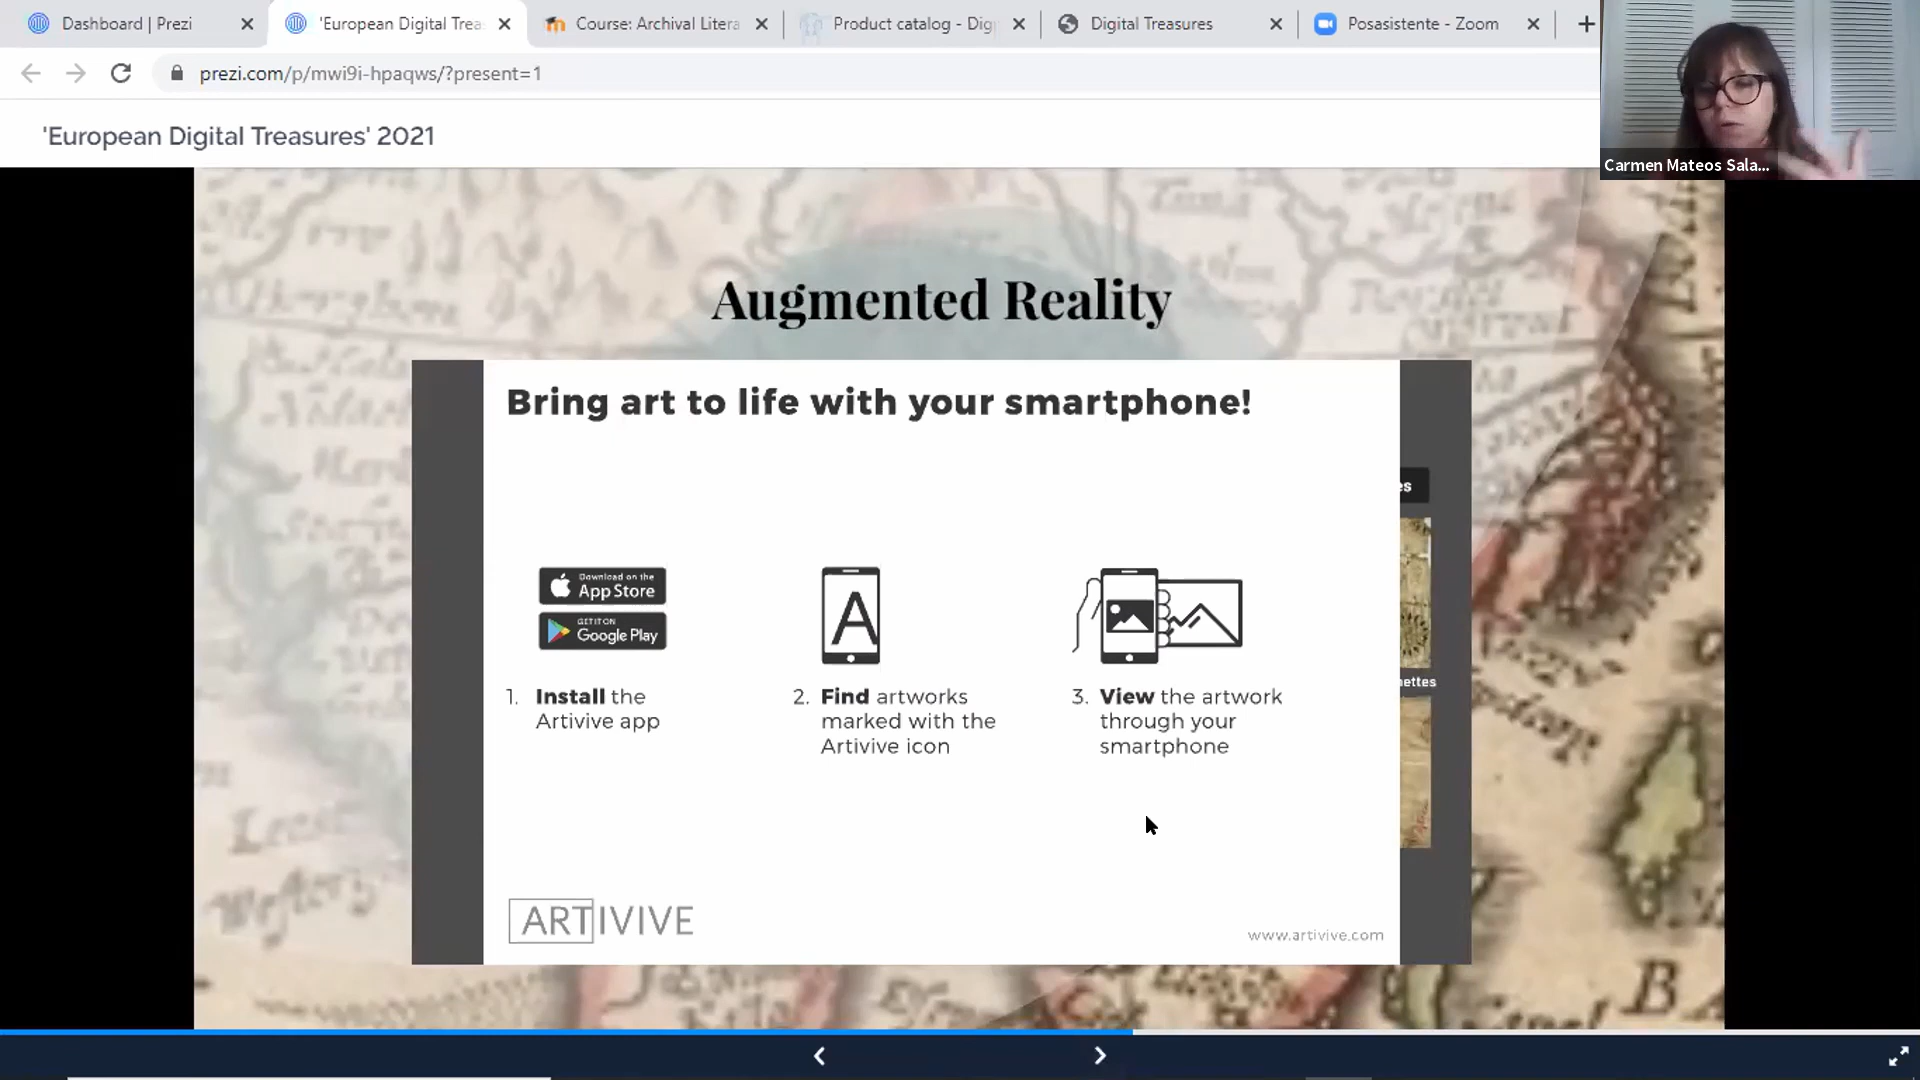 Dashboard | Prezi
'European Digital Trea
Course: Archival Litera
Product catalog - Dig
Digital Treasures
Posasistente - Zoom
prezi.com/p/mwi9i-hpaqws/?present=1
Carmen Mateos Sala...
'European Digital Treasures' 2021
Augmented Reality
Bring art to life with your smartphone!
es
Download on the
App Store
GET IT ON
Google Play
A
nettes
1. Install the
Artivive app
2. Find artworks
marked with the
Artivive icon
3. View the artwork
through your
smartphone
ARTIVIVE
www.artivive.com